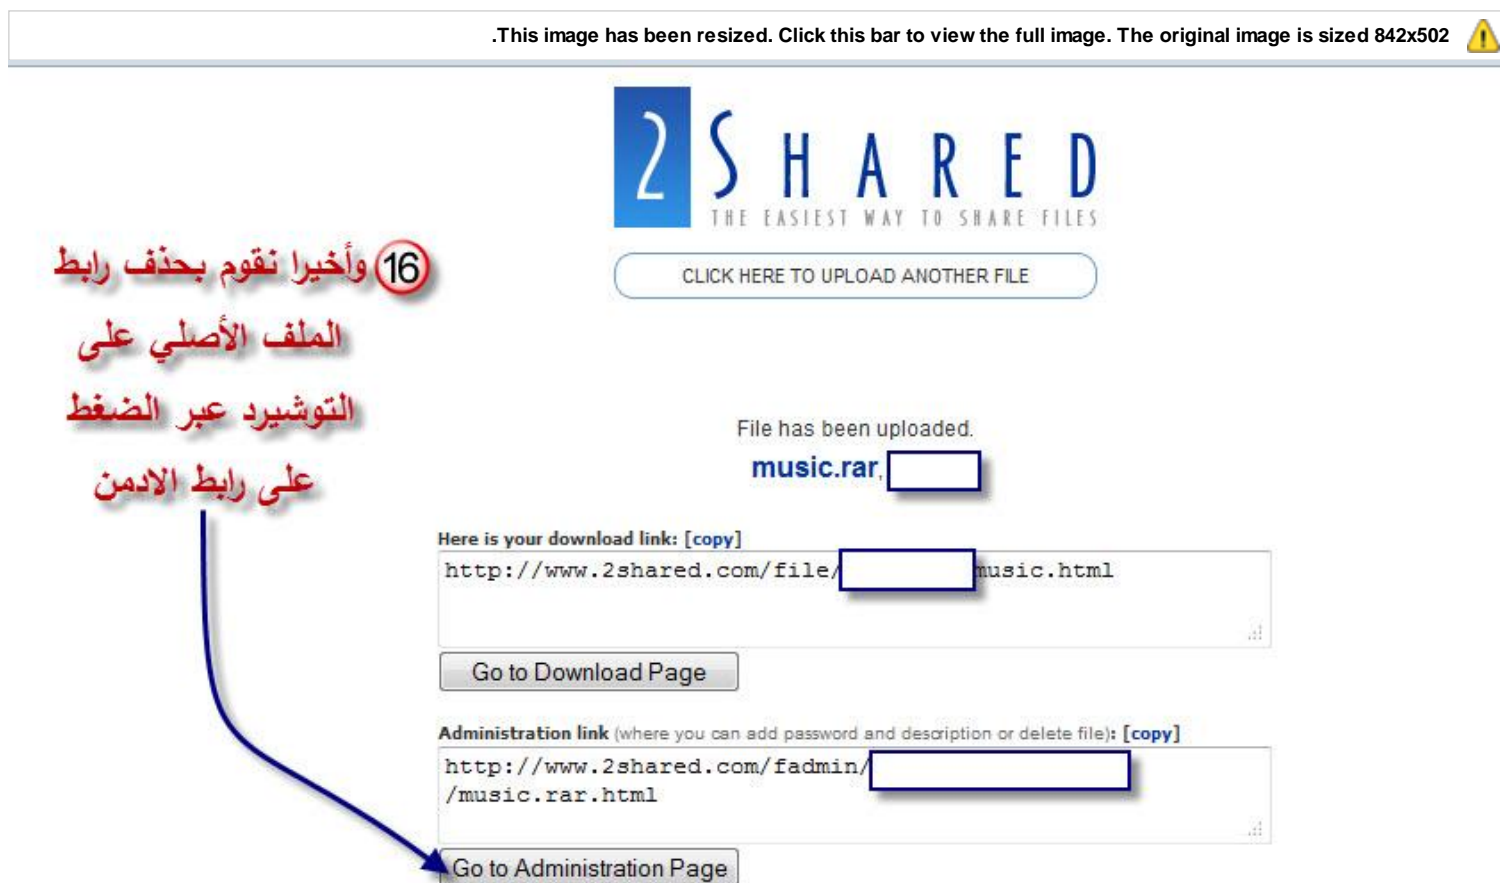 .This image has been resized. Click this bar to view the full image. The original image is sized 842x502
2SHARED
THE EASIEST WAY TO SHARE FILES
CLICK HERE TO UPLOAD ANOTHER FILE
16 وأخيرا نقوم بحذف رابط
الملف الأصلي على
التوشيرد عبر الضغط
على رابط الادمن
File has been uploaded.
music.rar,
Here is your download link: [copy]
http://www.2shared.com/file/ music.html
Go to Download Page
Administration link (where you can add password and description or delete file): [copy]
http://www.2shared.com/fadmin/
/music.rar.html
Go to Administration Page